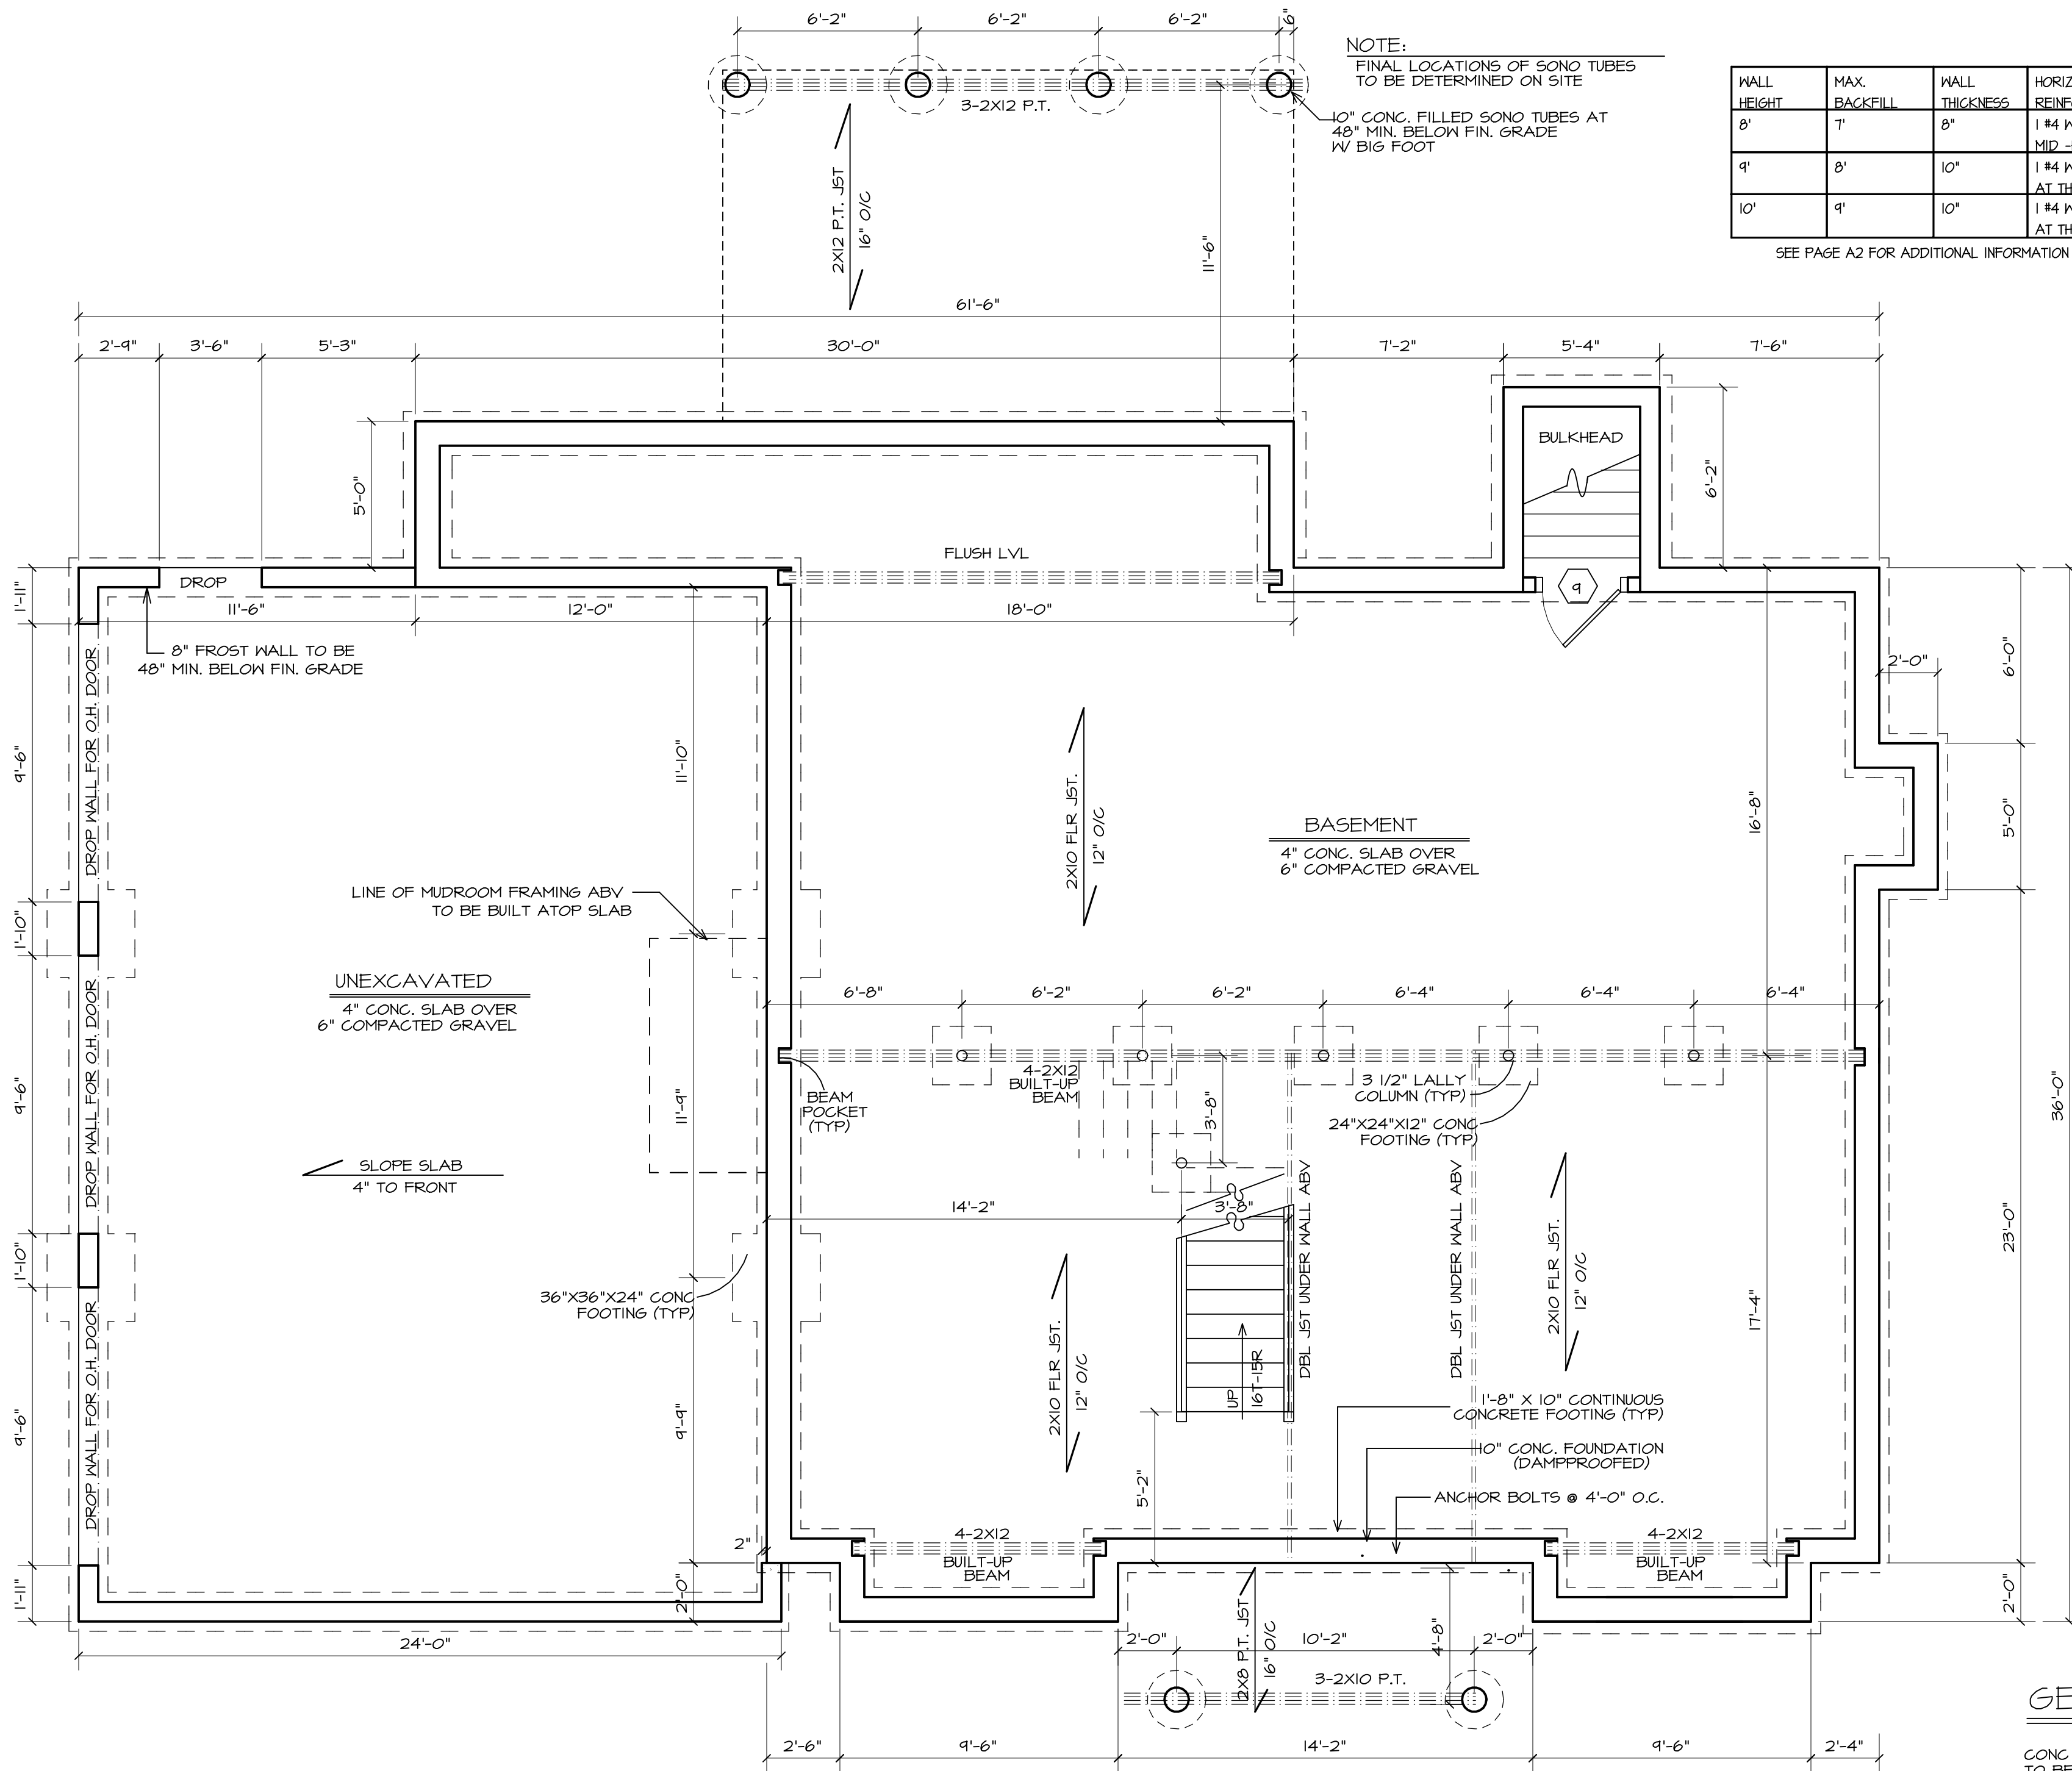 6'-2"
6'-2"
6'-2"
6"
NOTE:
FINAL LOCATIONS OF SONO TUBES
TO BE DETERMINED ON SITE
3-2X12 P.T.
10" CONC. FILLED SONO TUBES AT
48" MIN. BELOW FIN. GRADE
W/ BIG FOOT
WALL HEIGHT
MAX. BACKFILL
WALL THICKNESS
8'
7'
8"
1 #4
MID -
9'
8'
10"
1 #4
10'
9'
10"
1 #4
SEE PAGE A2 FOR ADDITIONAL INFORMATION
2X12 P.T. JST
16" O/C
11'-6"
61'-6"
2'-9"
3'-6"
5'-3"
30'-0"
7'-2"
5'-4"
7'-6"
5'-0"
BULKHEAD
6'-2"
FLUSH LVL
DROP
9
1'-11"
11'-6"
12'-0"
18'-0"
8" FROST WALL TO BE
48" MIN. BELOW FIN. GRADE
2'-0"
6'-0"
9'-6"
DROP WALL FOR O.H. DOOR
11'-10"
2X10 FLR JST.
12" O/C
BASEMENT
4" CONC. SLAB OVER
6" COMPACTED GRAVEL
16'-8"
5'-0"
LINE OF MUDROOM FRAMING ABV
TO BE BUILT ATOP SLAB
1'-10"
UNEXCAVATED
4" CONC. SLAB OVER
6" COMPACTED GRAVEL
6'-8"
6'-2"
6'-2"
6'-4"
6'-4"
6'-4"
9'-6"
DROP WALL FOR O.H. DOOR
11'-9"
BEAM
POCKET
(TYP)
4-2X12
BUILT-UP
BEAM
3'-8"
3 1/2" LALLY
COLUMN (TYP)
24"X24"X12" CONC
FOOTING (TYP)
36'-0"
SLOPE SLAB
4" TO FRONT
14'-2"
3'-8"
DBL JST UNDER WALL ABV
DBL JST UNDER WALL ABV
2X10 FLR JST.
12" O/C
23'-0"
1'-10"
36"X36"X24" CONC
FOOTING (TYP)
17'-4"
9'-6"
DROP WALL FOR O.H. DOOR
9'-9"
2X10 FLR JST.
12" O/C
UP
16T-15R
5'-2"
1'-8" X 10" CONTINUOUS
CONCRETE FOOTING (TYP)
10" CONC. FOUNDATION
(DAMPPROOFED)
ANCHOR BOLTS @ 4'-0" O.C.
2"
4-2X12
BUILT-UP
BEAM
4-2X12
BUILT-UP
BEAM
1'-11"
2'-0"
2'-0"
24'-0"
2'-0"
10'-2"
2'-0"
4'-8"
2X8 P.T. JST
16" O/C
3-2X10 P.T.
2'-6"
9'-6"
14'-2"
9'-6"
2'-4"
GE
CONC